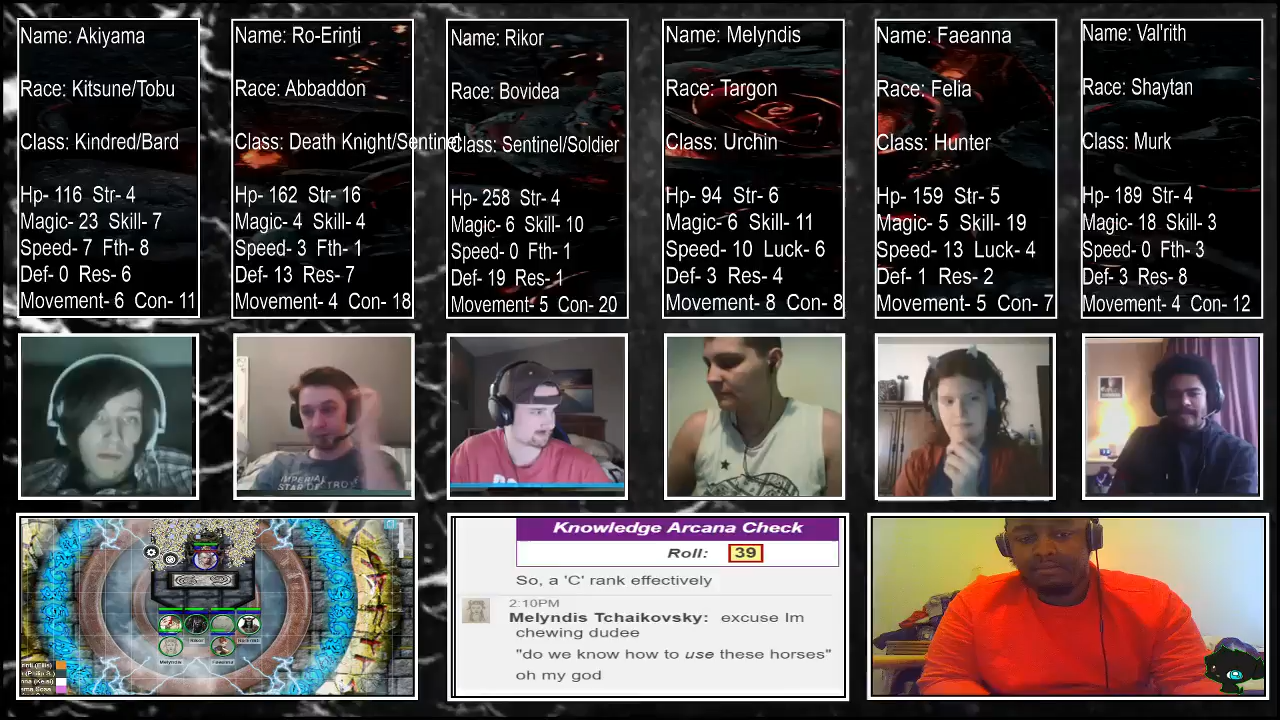 Name: Akiyama
Race: Kitsune/Tobu
Class: Kindred/Bard
Hp- 116 Str- 4
Magic- 23 Skill- 7
Speed- 7 Fth- 8
Def- 0 Res- 6
Movement- 6 Con- 11
Name: Ro-Erinti
Race: Abbaddon
Class: Death Knight/Sentinel
Hp- 162 Str- 16
Magic- 4 Skill- 4
Speed- 3 Fth- 1
Def- 13 Res- 7
Movement- 4 Con- 18
Name: Rikor
Race: Bovidea
Class: Sentinel/Soldier
Hp- 258 Str- 4
Magic- 6 Skill- 10
Speed- 0 Fth- 1
Def- 19 Res- 1
Movement- 5 Con- 20
Name: Melyndis
Race: Targon
Class: Urchin
Hp- 94 Str- 6
Magic- 6 Skill- 11
Speed- 10 Luck- 6
Def- 3 Res- 4
Movement- 8 Con- 8
Name: Faeanna
Race: Felia
Class: Hunter
Hp- 159 Str- 5
Magic- 5 Skill- 19
Speed- 13 Luck- 4
Def- 1 Res- 2
Movement- 5 Con- 7
Name: Val'rith
Race: Shaytan
Class: Murk
Hp- 189 Str- 4
Magic- 18 Skill- 3
Speed- 0 Fth- 3
Def- 3 Res- 8
Movement- 4 Con- 12
IMPERIAL
STAR DESTROY
Rikor
Melyndis
Faeanna
Knowledge Arcana Check
Roll: 39
So, a 'C' rank effectively
2:10PM
Melyndis Tchaikovsky: excuse Im
chewing dudee
"do we know how to use these horses"
oh my god